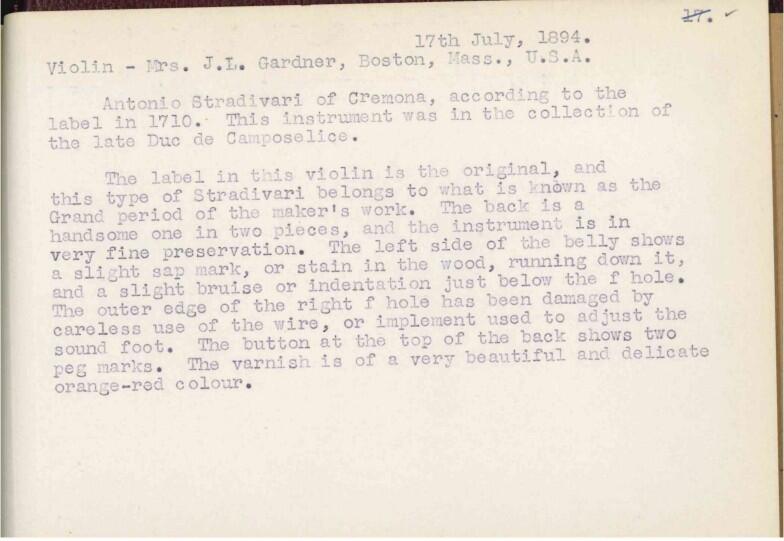 17. ✓
17th July, 1894.
Violin - Mrs. J.L. Gardner, Boston, Mass., U.S.A.
Antonio Stradivari of Cremona, according to the
label in 1710. This instrument was in the collection of
the late Duc de Camposelice.
The label in this violin is the original, and
this type of Stradivari belongs to what is known as the
Grand period of the maker's work. The back is a
handsome one in two pieces, and the instrument is in
very fine preservation. The left side of the belly shows
a slight sap mark, or stain in the wood, running down it,
and a slight bruise or indentation just below the f hole.
The outer edge of the right f hole has been damaged by
careless use of the wire, or implement used to adjust the
sound foot. The button at the top of the back shows two
peg marks. The varnish is of a very beautiful and delicate
orange-red colour.